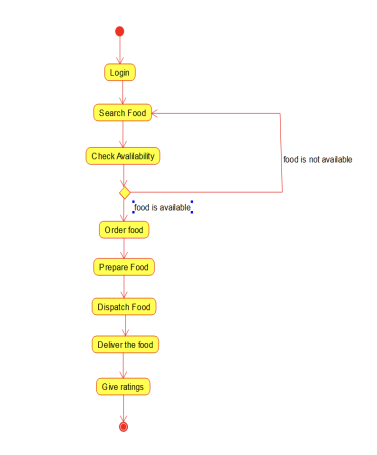 Login
Search Food
Check Avalilability
food is not available
food is available
Order food
Prepare Food
Dispatch Food
Deliver the food
Give ratings